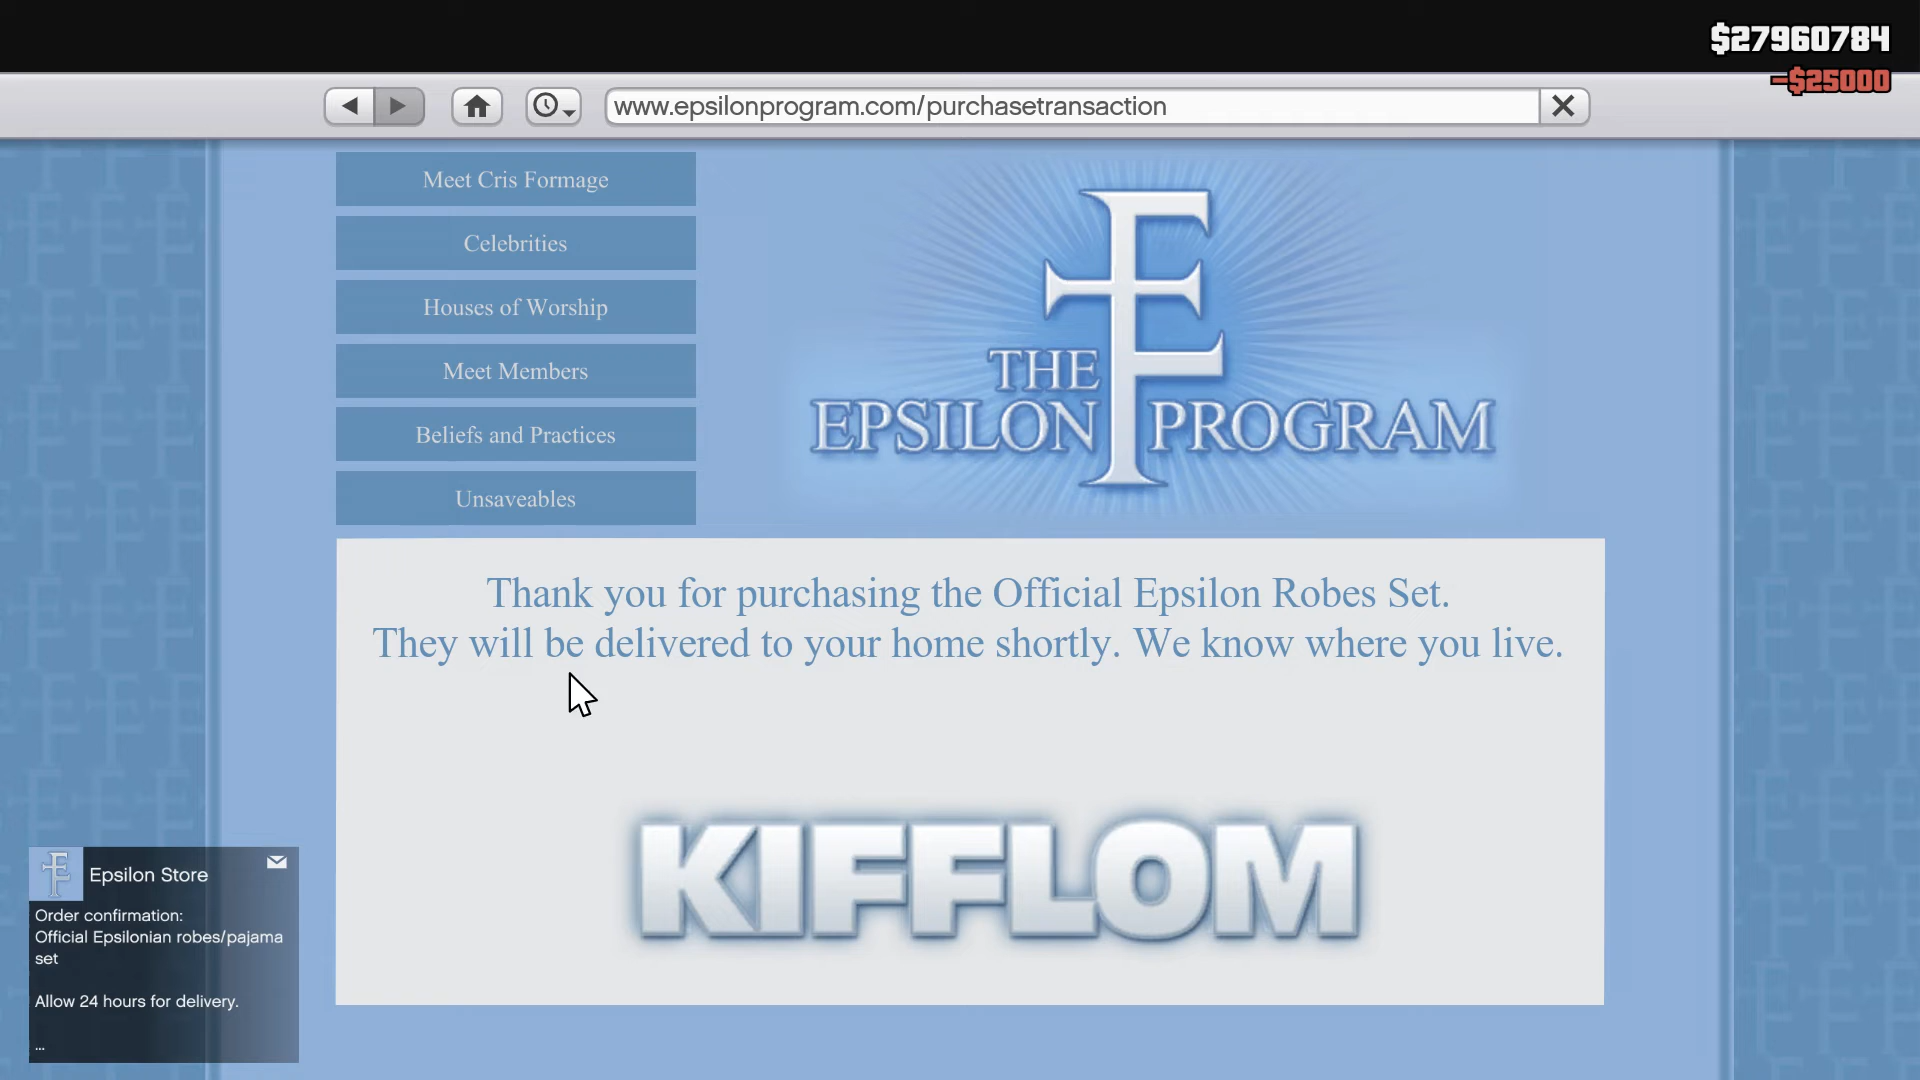 $27960784
-$25000
www.epsilonprogram.com/purchasetransaction
Meet Cris Formage
Celebrities
Houses of Worship
Meet Members
Beliefs and Practices
Unsaveables
THE
EPSILON PROGRAM
Thank you for purchasing the Official Epsilon Robes Set.
They will be delivered to your home shortly. We know where you live.
KIFFLOM
Epsilon Store
Order confirmation:
Official Epsilonian robes/pajama
set
Allow 24 hours for delivery.
...